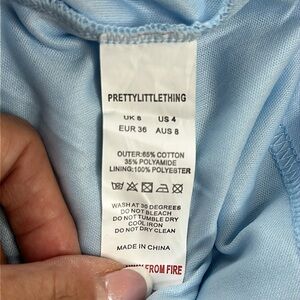 PRETTYLITTLETHING
UK 8 US 4
EUR 36 AUS 8
OUTER:65% COTTON
35% POLYAMIDE
LINING:100% POLYESTER
WASH AT 30 DEGREES
DO NOT BLEACH
DO NOT TUMBLE DRY
COOL IRON
DO NOT DRY CLEAN
MADE IN CHINA
FROM FIRE